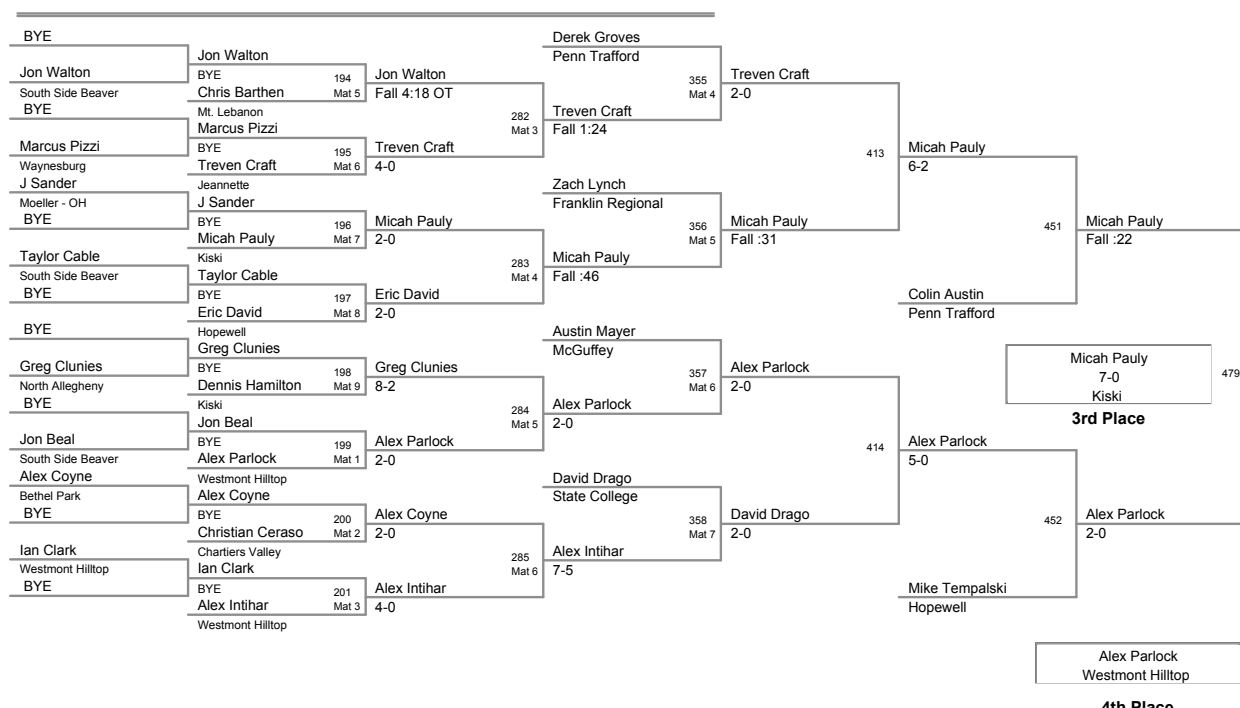 BYE
Jon Walton
South Side Beaver
BYE
Marcus Pizzi
Waynesburg
J Sander
Moeller - OH
BYE
Taylor Cable
South Side Beaver
BYE
BYE
Greg Clunies
North Allegheny
BYE
Jon Beal
South Side Beaver
Alex Coyne
Bethel Park
BYE
Ian Clark
Westmont Hilltop
BYE
Jon Walton
BYE
194
Chris Barthen
Mat 5
Mt. Lebanon
Marcus Pizzi
BYE
195
Treven Craft
Mat 6
Jeannette
J Sander
BYE
196
Micah Pauly
Mat 7
Kiski
Taylor Cable
BYE
197
Eric David
Mat 8
Hopewell
Greg Clunies
BYE
198
Dennis Hamilton
Mat 9
Kiski
Jon Beal
BYE
199
Alex Parlock
Mat 1
Westmont Hilltop
Alex Coyne
BYE
200
Christian Ceraso
Mat 2
Chartiers Valley
Ian Clark
BYE
201
Alex Intihar
Mat 3
Westmont Hilltop
Jon Walton
Fall 4:18 OT
282
Mat 3
Treven Craft
4-0
Micah Pauly
2-0
283
Mat 4
Eric David
2-0
Greg Clunies
8-2
284
Mat 5
Alex Parlock
2-0
Alex Coyne
2-0
285
Mat 6
Alex Intihar
4-0
Derek Groves
Penn Trafford
355
Mat 4
Treven Craft
Fall 1:24
Zach Lynch
Franklin Regional
356
Mat 5
Micah Pauly
Fall :46
Austin Mayer
McGuffey
357
Mat 6
Alex Parlock
2-0
David Drago
State College
358
Mat 7
Alex Intihar
7-5
Treven Craft
2-0
413
Micah Pauly
Fall :31
Alex Parlock
2-0
414
David Drago
2-0
Micah Pauly
6-2
451
Colin Austin
Penn Trafford
Alex Parlock
5-0
452
Mike Tempalski
Hopewell
Micah Pauly
Fall :22
Micah Pauly
7-0
Kiski
479
3rd Place
Alex Parlock
2-0
Alex Parlock
Westmont Hilltop
4th Place